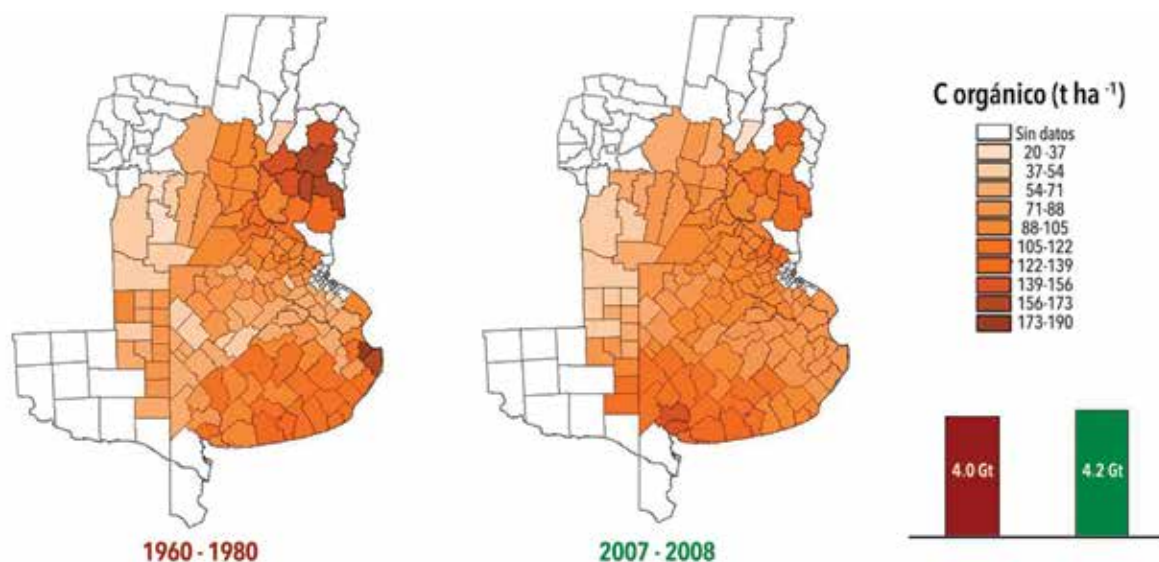 C orgánico (t ha -1)
Sin datos
20 -37
37-54
54-71
71-88
88-105
105-122
122-139
139-156
156-173
173-190
4.0 Gt
4.2 Gt
1960 - 1980
2007 - 2008